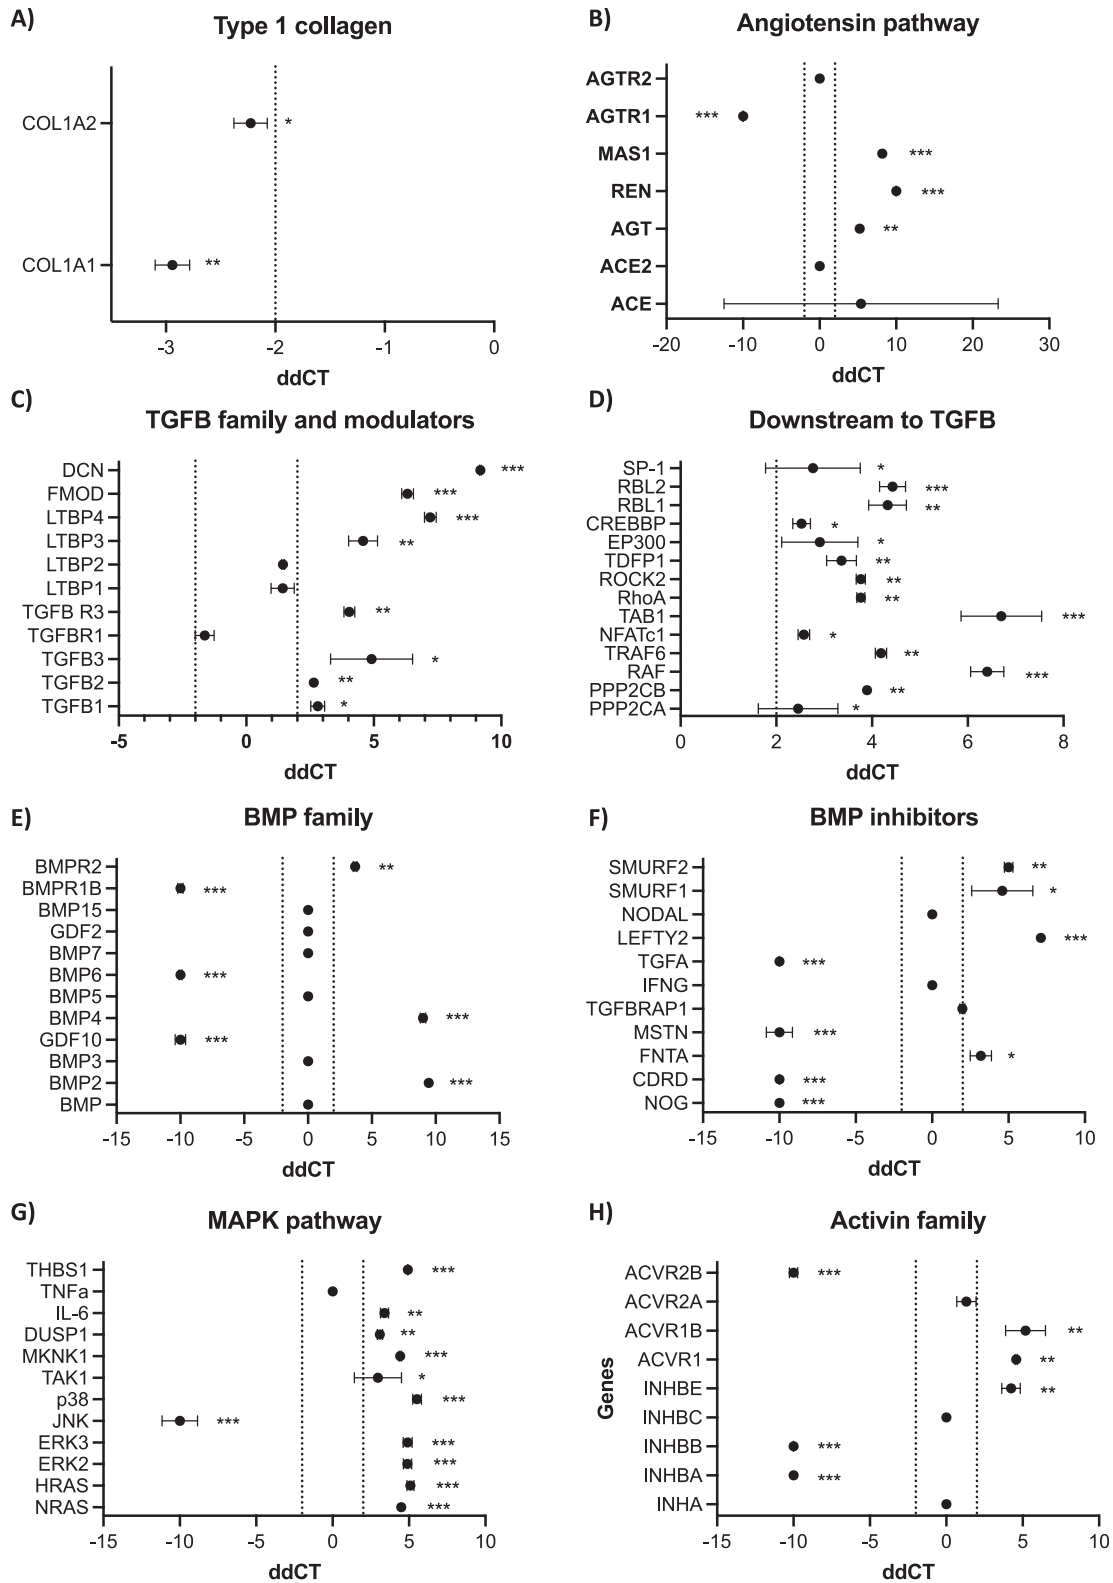 A)
Type 1 collagen
COL1A2
*
COL1A1
**
-3
-2
-1
0
ddCT
B)
Angiotensin pathway
AGTR2
AGTR1
***
MAS1
***
REN
***
AGT
**
ACE2
ACE
-20
-10
0
10
20
30
ddCT
C)
TGFB family and modulators
DCN
***
FMOD
***
LTBP4
***
LTBP3
**
LTBP2
LTBP1
TGFB R3
**
TGFBR1
TGFB3
*
TGFB2
**
TGFB1
*
-5
0
5
10
ddCT
D)
Downstream to TGFB
SP-1
*
RBL2
***
RBL1
**
CREBBP
*
EP300
*
TDFP1
**
ROCK2
**
RhoA
**
TAB1
***
NFATc1
*
TRAF6
**
RAF
***
PPP2CB
**
PPP2CA
*
0
2
4
6
8
ddCT
E)
BMP family
BMPR2
**
BMPR1B
***
BMP15
GDF2
BMP7
BMP6
***
BMP5
BMP4
***
GDF10
***
BMP3
BMP2
***
BMP
-15
-10
-5
0
5
10
15
ddCT
F)
BMP inhibitors
SMURF2
**
SMURF1
*
NODAL
LEFTY2
***
TGFA
***
IFNG
TGFBRAP1
MSTN
***
FNTA
*
CDRD
***
NOG
***
-15
-10
-5
0
5
10
ddCT
G)
MAPK pathway
THBS1
***
TNFa
IL-6
**
DUSP1
**
MKNK1
***
TAK1
*
p38
***
JNK
***
ERK3
***
ERK2
***
HRAS
***
NRAS
***
-15
-10
-5
0
5
10
ddCT
H)
Activin family
Genes
ACVR2B
***
ACVR2A
ACVR1B
**
ACVR1
**
INHBE
**
INHBC
INHBB
***
INHBA
***
INHA
-15
-10
-5
0
5
10
ddCT